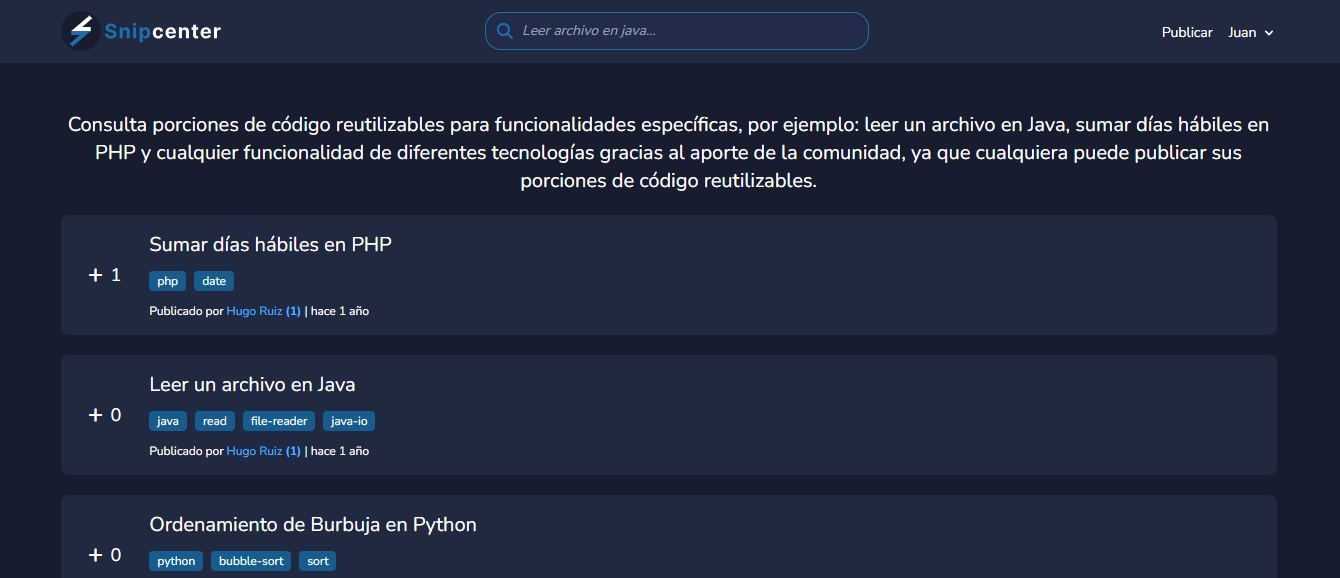 Snipcenter
Leer archivo en java...
Publicar
Juan
Consulta porciones de código reutilizables para funcionalidades específicas, por ejemplo: leer un archivo en Java, sumar días hábiles en
PHP y cualquier funcionalidad de diferentes tecnologías gracias al aporte de la comunidad, ya que cualquiera puede publicar sus
porciones de código reutilizables.
Sumar días hábiles en PHP
+ 1
php date
Publicado por Hugo Ruiz (1) | hace 1 año
Leer un archivo en Java
+ 0
java read file-reader java-io
Publicado por Hugo Ruiz (1) | hace 1 año
Ordenamiento de Burbuja en Python
+ 0
python bubble-sort sort